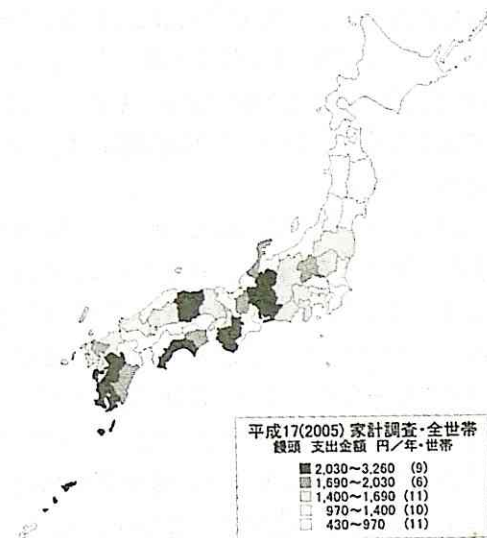 平成17(2005) 家計調査・全世帯
饅頭 支出金額 円/年・世帯
2,030~3,260 (9)
1,690~2,030 (6)
1,400~1,690 (11)
970~1,400 (10)
430~970 (11)